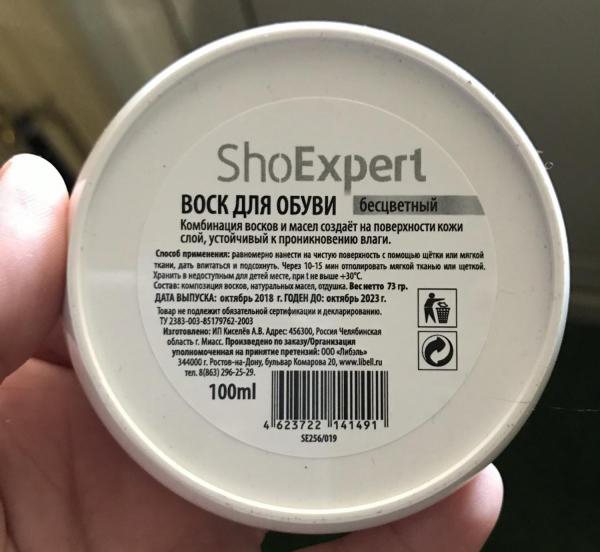 ShoExpert
ВОСК ДЛЯ ОБУВИ бесцветный
Комбинация восков и масел создаёт на поверхности кожи
слой, устойчивый к проникновению влаги.
Способ применения: равномерно нанести на чистую поверхность с помощью щётки или мягкой
ткани, дать впитаться и подсохнуть. Через 10-15 мин отполировать мягкой тканью или щеткой.
Хранить в недоступным для детей месте, при t не выше +30°C.
Состав: композиция восков, натуральных масел, отдушка. Вес нетто 73 гр.
ДАТА ВЫПУСКА: октябрь 2018 г. ГОДЕН ДО: октябрь 2023 г.
Товар не подлежит обязательной сертификации и декларированию.
ТУ 2383-003-85179762-2003
Изготовлено: ИП Киселёв А.В. Адрес: 456300, Россия Челябинская
область г. Миасс. Произведено по заказу/Организация
уполномоченная на принятие претензий: ООО «Либэль»
344000 г. Ростов-на-Дону, бульвар Комарова 20, www.libell.ru
тел. 8(863) 296-25-29.
100ml
4 623722 141491
SE256/019